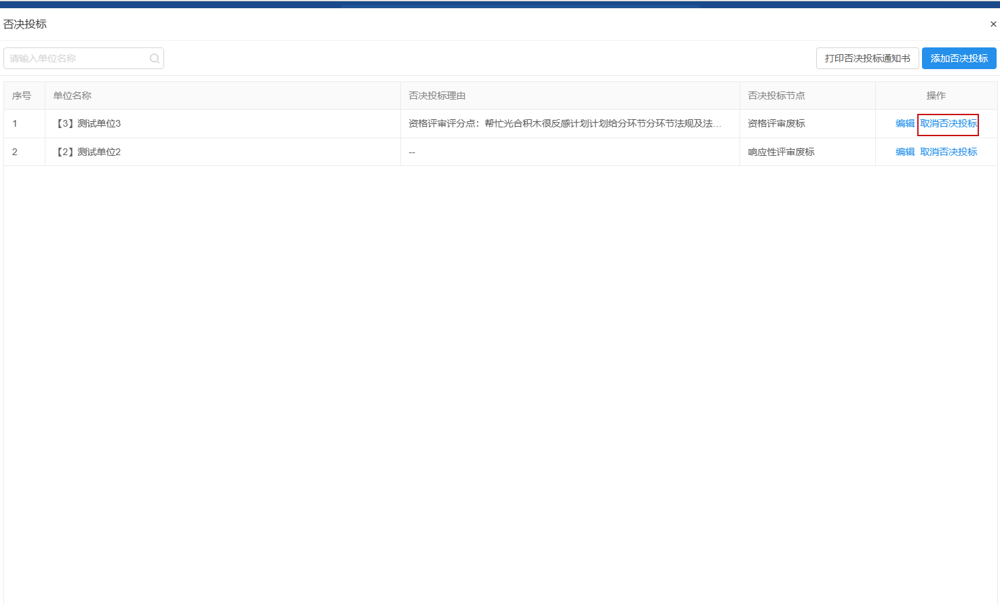 否决投标
×
请输入单位名称
打印否决投标通知书 添加否决投标
序号 单位名称 否决投标理由 否决投标节点 操作
1 【3】测试单位3 资格评审评分点：帮忙光合积木很反感计划计划给分环节分环节法规及法… 资格评审废标 编辑 取消否决投标
2 【2】测试单位2 -- 响应性评审废标 编辑 取消否决投标